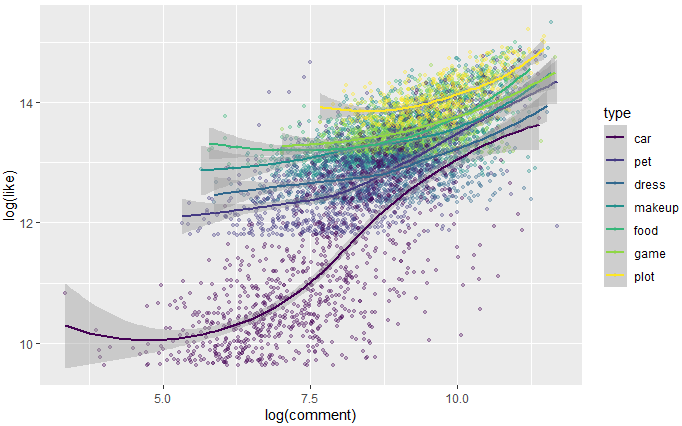 log(like)
14
12
10
5.0
7.5
10.0
log(comment)
type
car
pet
dress
makeup
food
game
plot